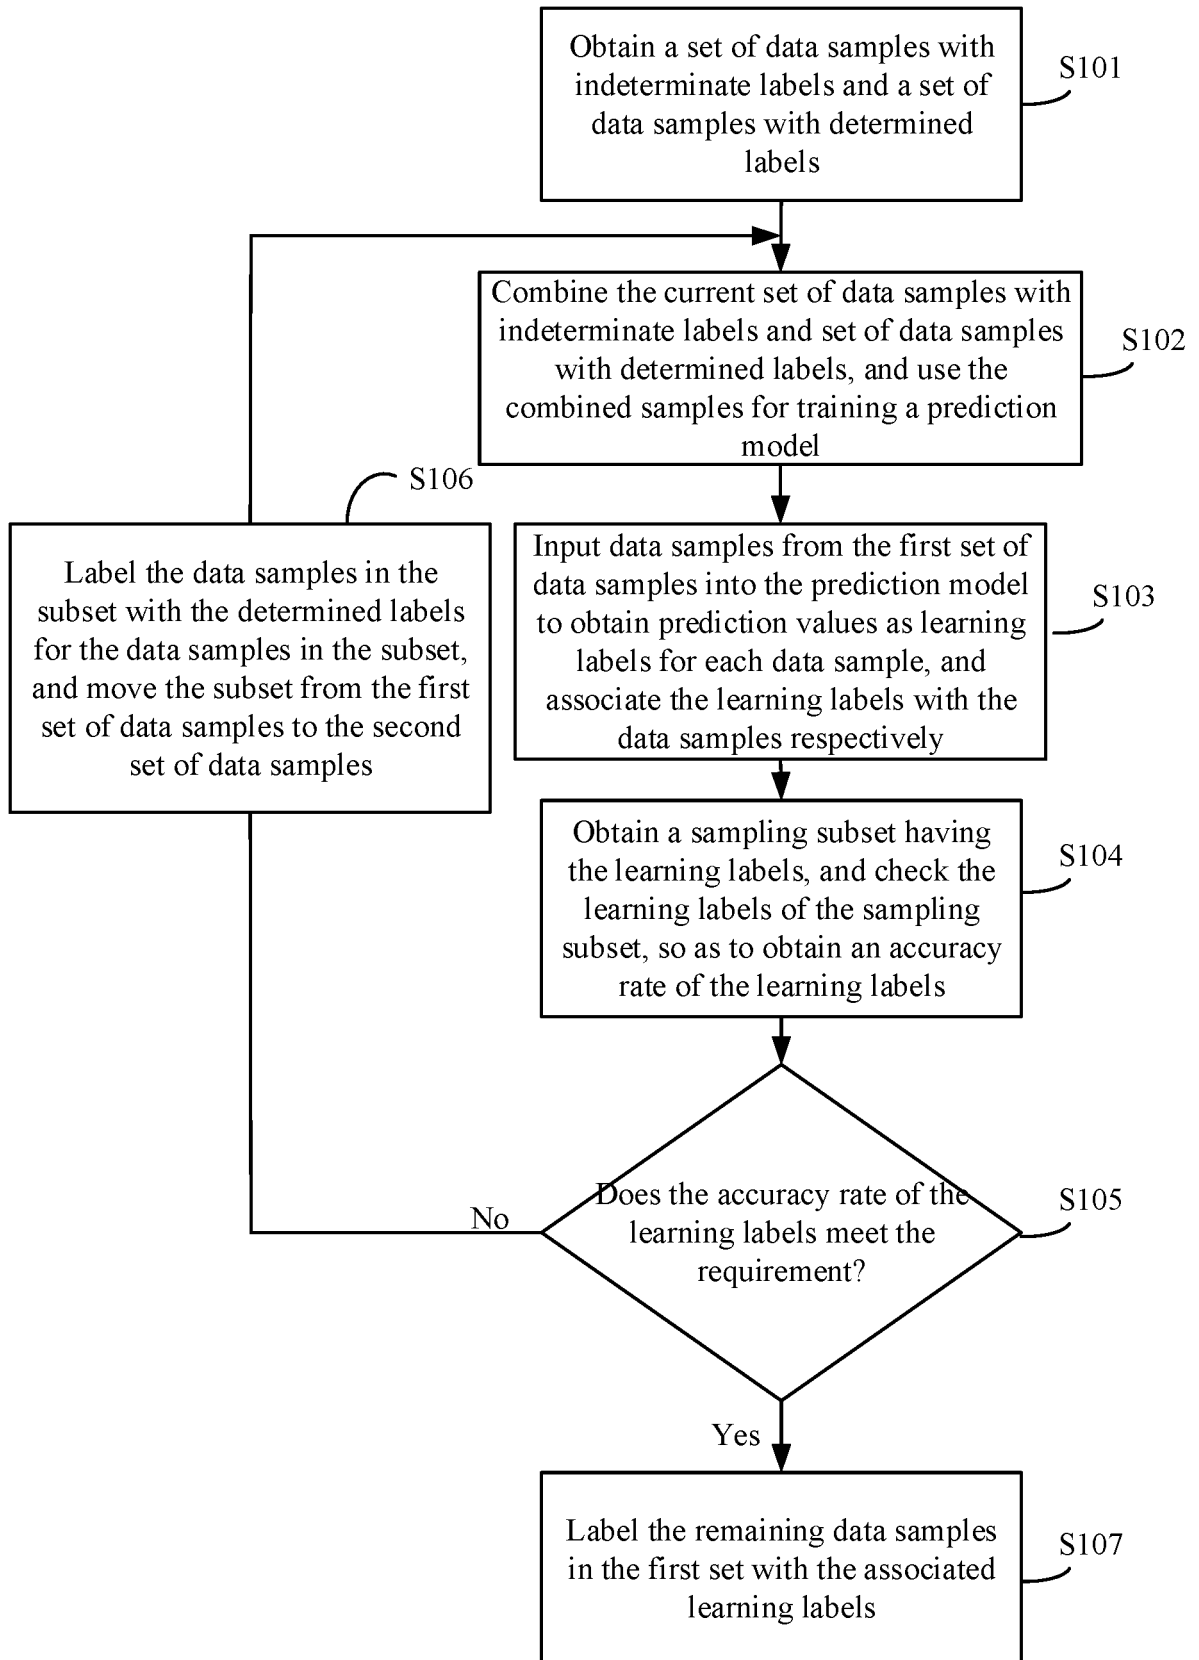 Obtain a set of data samples with
indeterminate labels and a set of
data samples with determined
labels
S101
Combine the current set of data samples with
indeterminate labels and set of data samples
with determined labels, and use the
combined samples for training a prediction
model
S102
S106
Label the data samples in the
subset with the determined labels
for the data samples in the subset,
and move the subset from the first
set of data samples to the second
set of data samples
Input data samples from the first set of
data samples into the prediction model
to obtain prediction values as learning
labels for each data sample, and
associate the learning labels with the
data samples respectively
S103
Obtain a sampling subset having
the learning labels, and check the
learning labels of the sampling
subset, so as to obtain an accuracy
rate of the learning labels
S104
Does the accuracy rate of the
learning labels meet the
requirement?
S105
No
Yes
Label the remaining data samples
in the first set with the associated
learning labels
S107